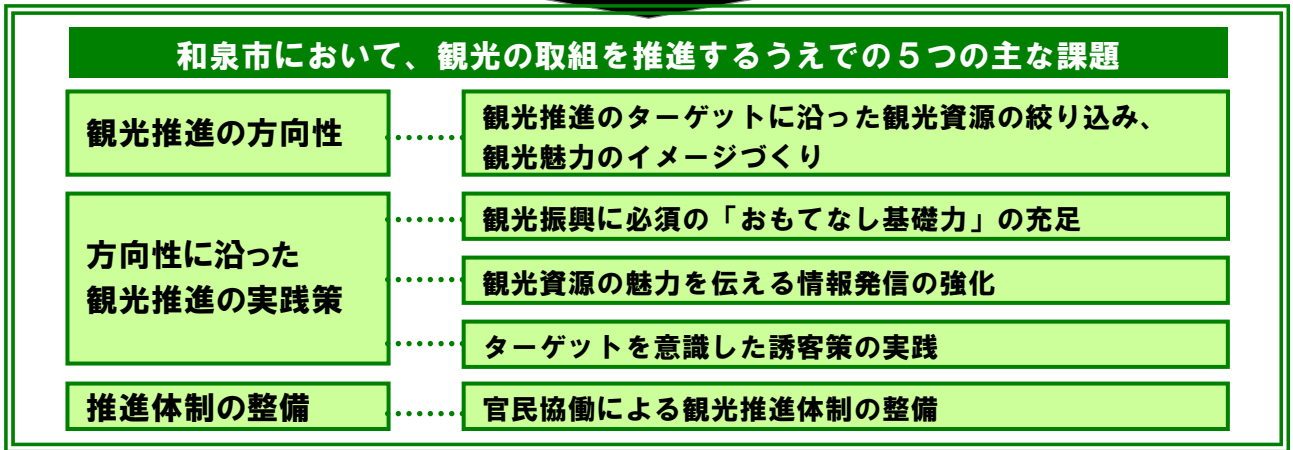 和泉市において、観光の取組を推進するうえでの５つの主な課題
観光推進の方向性
観光推進のターゲットに沿った観光資源の絞り込み、
観光魅力のイメージづくり
方向性に沿った
観光推進の実践策
観光振興に必須の「おもてなし基礎力」の充足
観光資源の魅力を伝える情報発信の強化
ターゲットを意識した誘客策の実践
推進体制の整備
官民協働による観光推進体制の整備